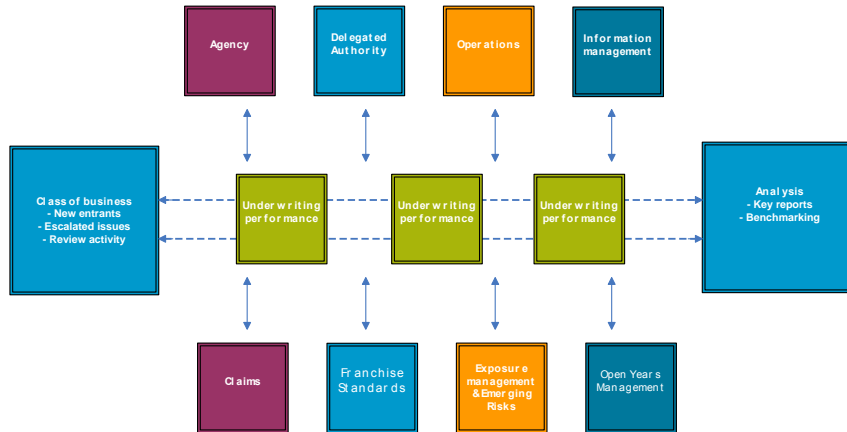 Agency
Delegated
Authority
Operations
Information
management
Class of business
- New entrants
- Escalated issues
- Review activity
Underwriting
performance
Underwriting
performance
Underwriting
performance
Analysis
- Key reports
- Benchmarking
Claims
Franchise
Standards
Exposure
management
&Emerging
Risks
Open Years
Management